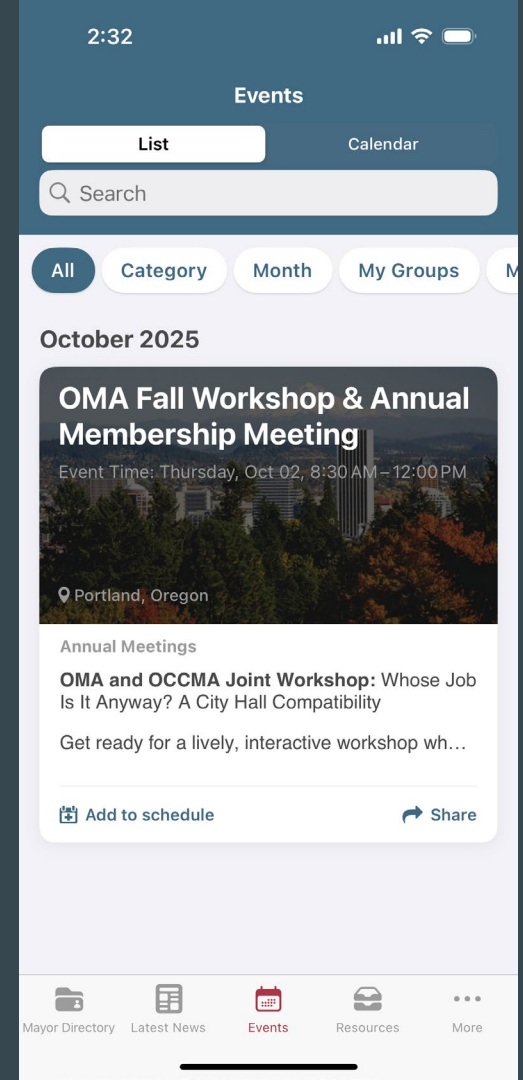 2:32
Events
List Calendar
Search
All Category Month My Groups M
October 2025
OMA Fall Workshop & Annual
Membership Meeting
Event Time: Thursday, Oct 02, 8:30 AM – 12:00 PM
Portland, Oregon
Annual Meetings
OMA and OCCMA Joint Workshop: Whose Job
Is It Anyway? A City Hall Compatibility
Get ready for a lively, interactive workshop wh...
Add to schedule Share
Mayor Directory Latest News Events Resources More